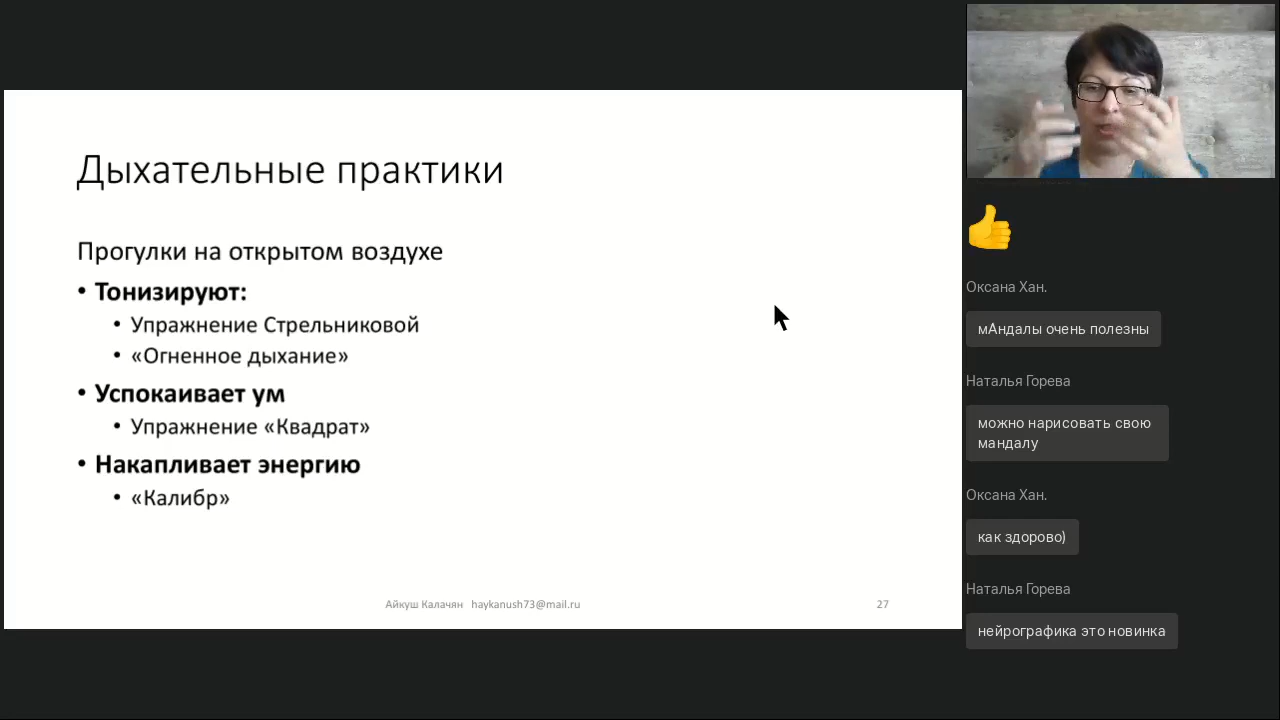 Дыхательные практики
Прогулки на открытом воздухе
• Тонизируют:
• Упражнение Стрельниковой
• «Огненное дыхание»
• Успокаивает ум
• Упражнение «Квадрат»
• Накапливает энергию
• «Калибр»
Айкуш Калачян haykanush73@mail.ru
27
Оксана Хан.
мАндалы очень полезны
Наталья Горева
можно нарисовать свою
мандалу
Оксана Хан.
как здорово)
Наталья Горева
нейрографика это новинка